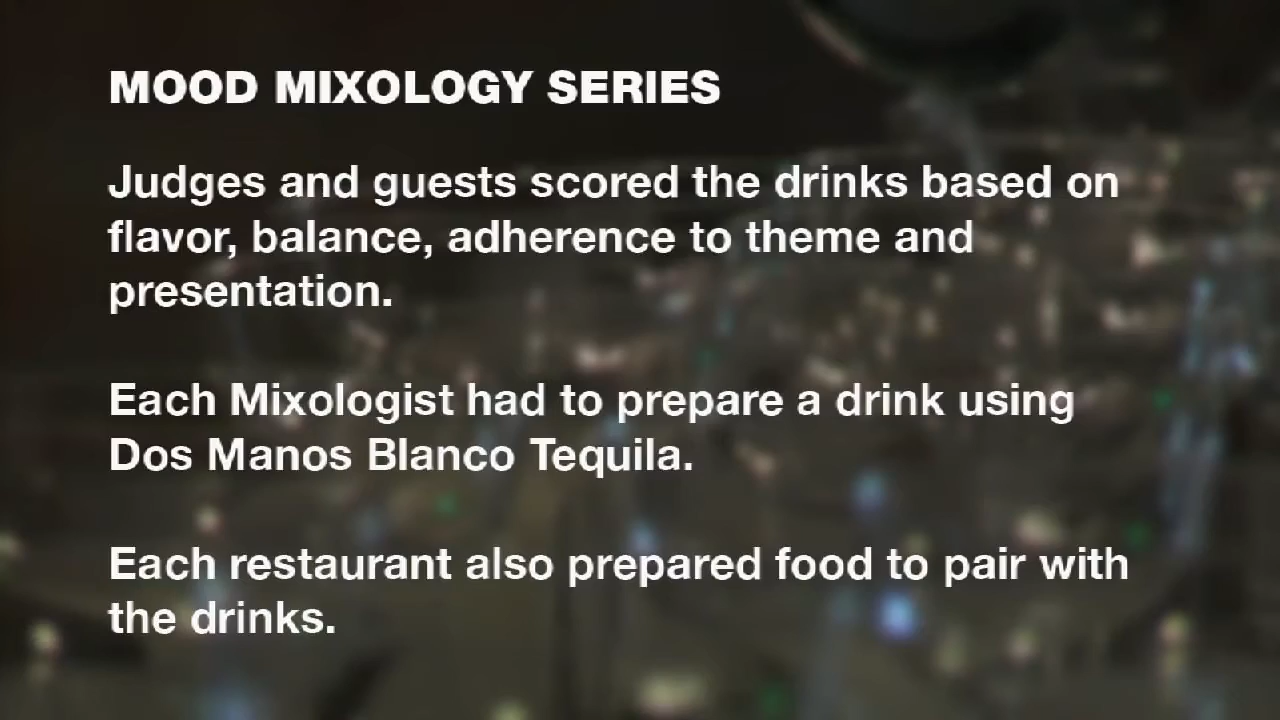 MOOD MIXOLOGY SERIES
Judges and guests scored the drinks based on
flavor, balance, adherence to theme and
presentation.
Each Mixologist had to prepare a drink using
Dos Manos Blanco Tequila.
Each restaurant also prepared food to pair with
the drinks.